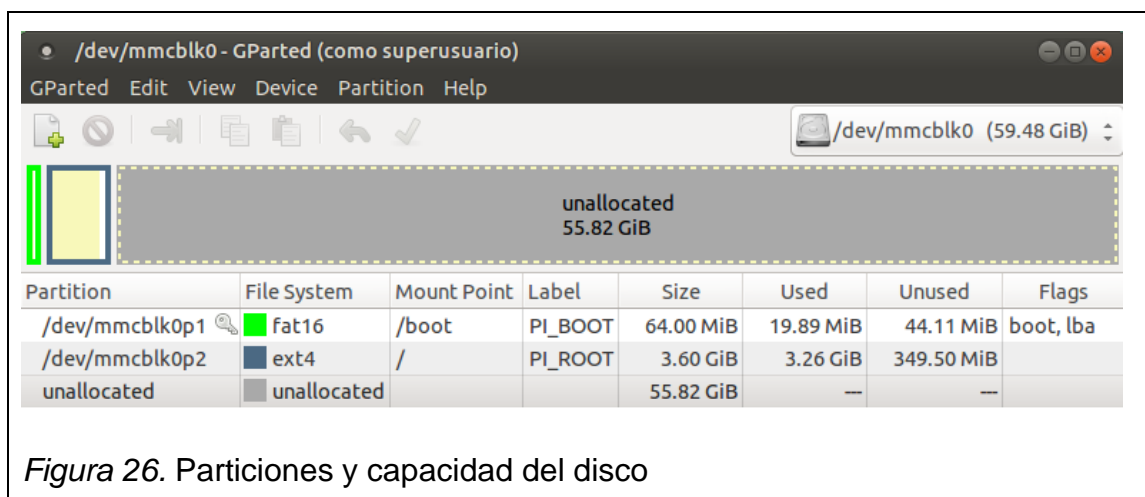 /dev/mmcblk0 - GParted (como superusuario)
GParted Edit View Device Partition Help
/dev/mmcblk0 (59.48 GiB)
unallocated
55.82 GiB
Partition File System Mount Point Label Size Used Unused Flags
/dev/mmcblk0p1 fat16 /boot PI_BOOT 64.00 MiB 19.89 MiB 44.11 MiB boot, lba
/dev/mmcblk0p2 ext4 / PI_ROOT 3.60 GiB 3.26 GiB 349.50 MiB
unallocated unallocated 55.82 GiB --- ---
Figura 26. Particiones y capacidad del disco